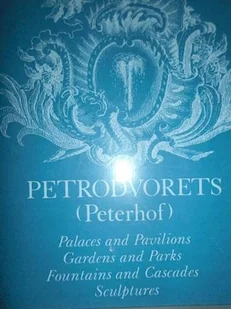 PETRODVORETS
(Peterhof)
Palaces and Pavilions
Gardens and Parks
Fountains and Cascades
Sculptures